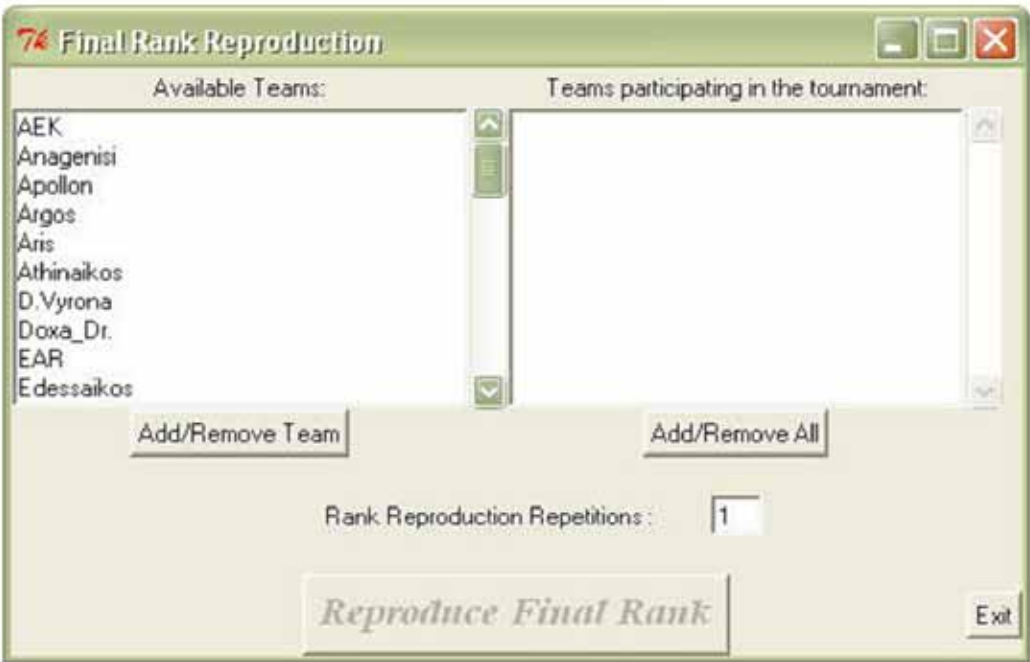 7k Final Rank Reproduction
Available Teams:
Teams participating in the tournament:
AEK
Anagenisi
Apollon
Argos
Aris
Athinaikos
D.Vyrona
Doxa_Dr.
EAR
Edessaikos
Add/Remove Team
Add/Remove All
Rank Reproduction Repetitions :
1
Reproduce Final Rank
Exit